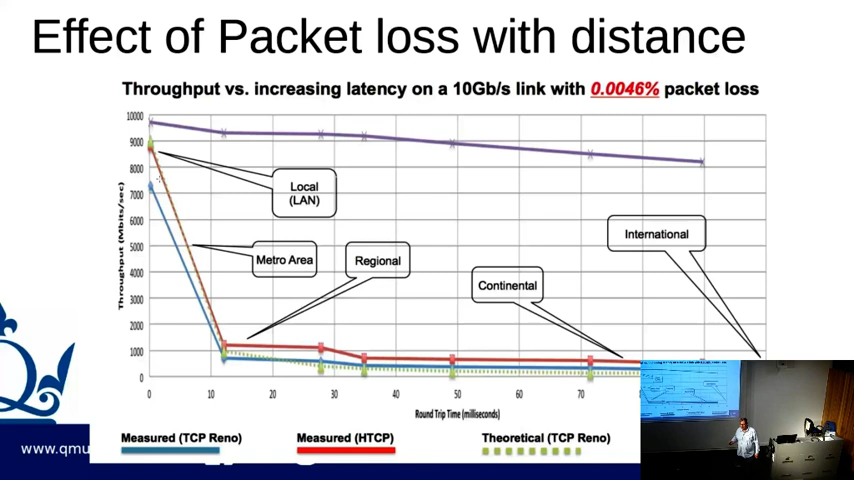 Effect of Packet loss with distance
Throughput vs. increasing latency on a 10Gb/s link with 0.0046% packet loss
Throughput (Mbits/sec)
10000
9000
8000
7000
6000
5000
4000
3000
2000
1000
0
Local
(LAN)
Metro Area
Regional
Continental
International
0
10
20
30
40
50
60
70
Round Trip Time (milliseconds)
Measured (TCP Reno)
Measured (HTCP)
Theoretical (TCP Reno)
www.qmu